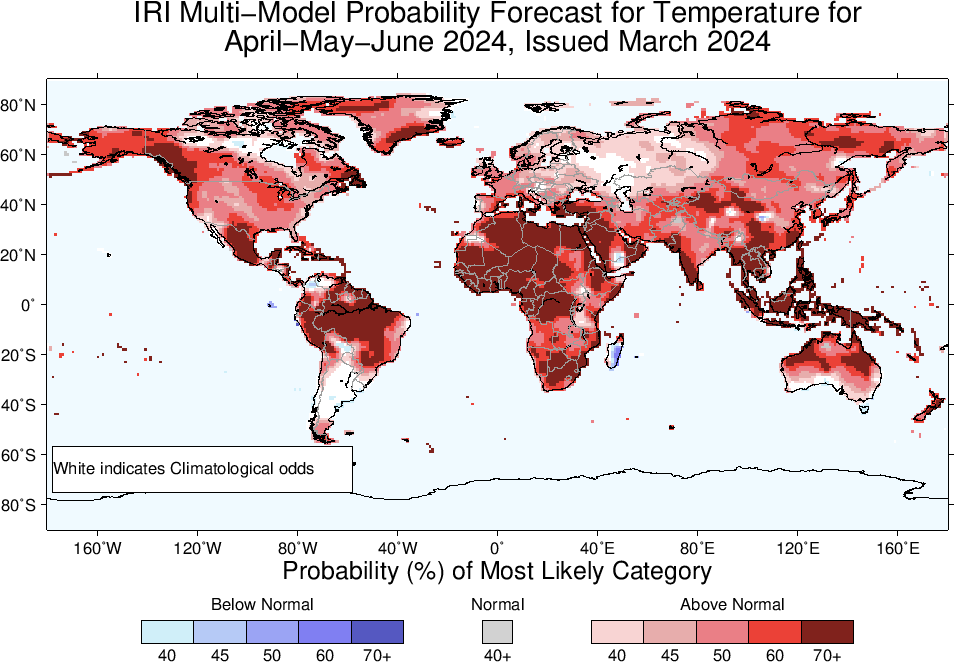 IRI Multi−Model Probability Forecast for Temperature for
April−May−June 2024, Issued March 2024
80˚N
60˚N
40˚N
20˚N
0˚
20˚S
40˚S
60˚S
80˚S
White indicates Climatological odds
160˚W 120˚W 80˚W 40˚W 0˚ 40˚E 80˚E 120˚E 160˚E
Probability (%) of Most Likely Category
Below Normal Normal Above Normal
40 45 50 60 70+ 40+ 40 45 50 60 70+